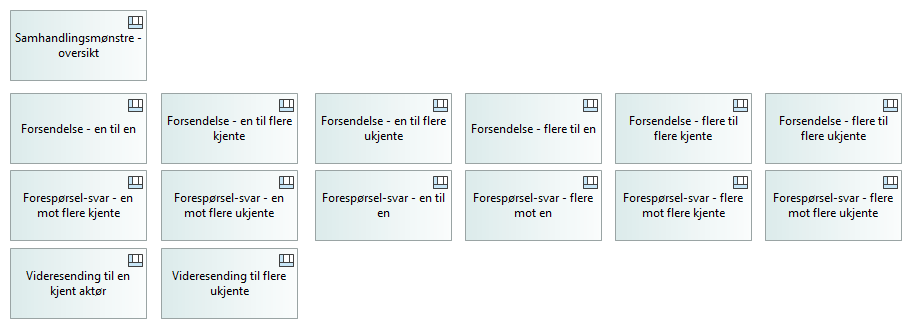 Samhandlingsmønstre -
oversikt
Forsendelse - en til en
Forsendelse - en til flere
kjente
Forsendelse - en til flere
ukjente
Forsendelse - flere til en
Forsendelse - flere til
flere kjente
Forsendelse - flere til
flere ukjente
Forespørsel-svar - en
mot flere kjente
Forespørsel-svar - en
mot flere ukjente
Forespørsel-svar - en til
en
Forespørsel-svar - flere
mot en
Forespørsel-svar - flere
mot flere kjente
Forespørsel-svar - flere
mot flere ukjente
Videresending til en
kjent aktør
Videresending til flere
ukjente